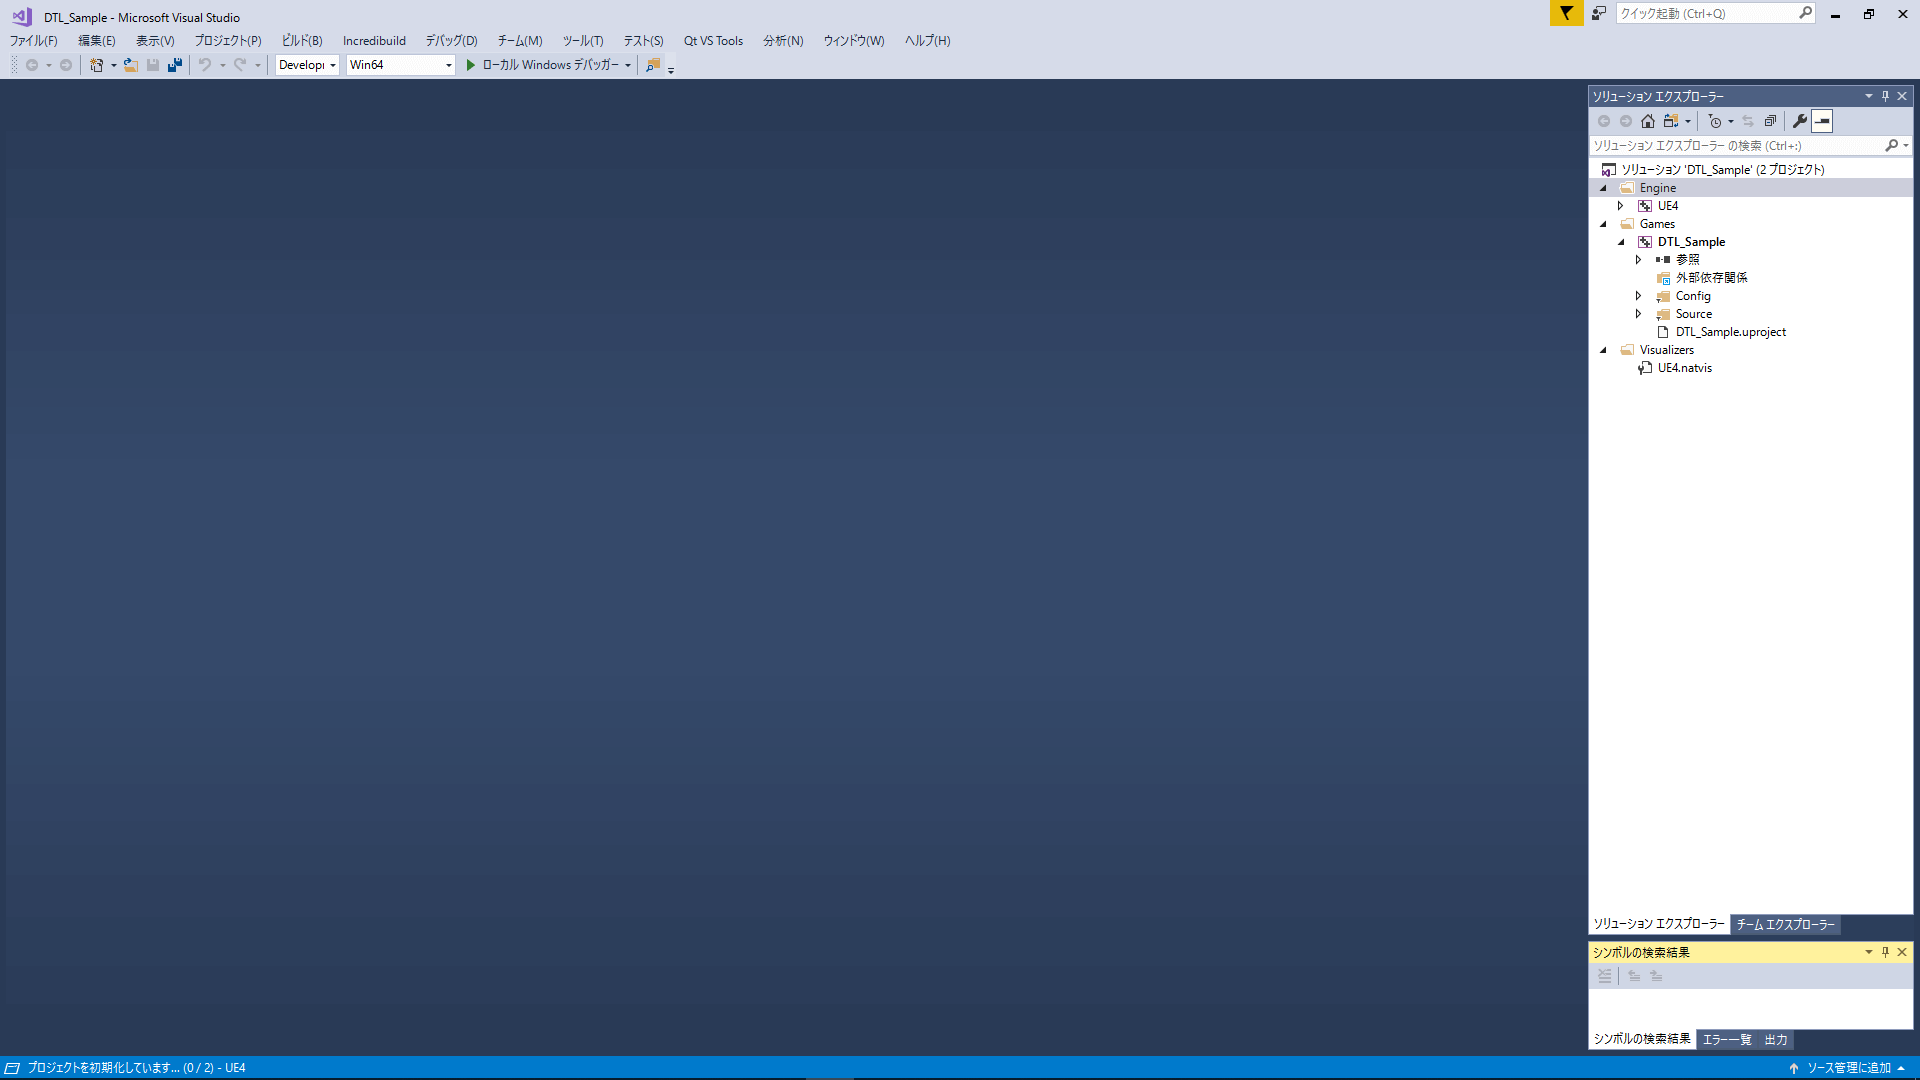 DTL_Sample - Microsoft Visual Studio
クイック起動 (Ctrl+Q)
ファイル(F) 編集(E) 表示(V) プロジェクト(P) ビルド(B) Incredibuild デバッグ(D) チーム(M) ツール(T) テスト(S) Qt VS Tools 分析(N) ウィンドウ(W) ヘルプ(H)
Win64 ローカル Windows デバッガー
ソリューション エクスプローラー
ソリューション エクスプローラー の検索 (Ctrl+;)
ソリューション 'DTL_Sample' (2 プロジェクト)
Engine
UE4
Games
DTL_Sample
参照
外部依存関係
Config
Source
DTL_Sample.uproject
Visualizers
UE4.natvis
ソリューション エクスプローラー チーム エクスプローラー
シンボルの検索結果
シンボルの検索結果 エラー一覧 出力
プロジェクトを初期化しています... (0 / 2) - UE4
ソース管理に追加